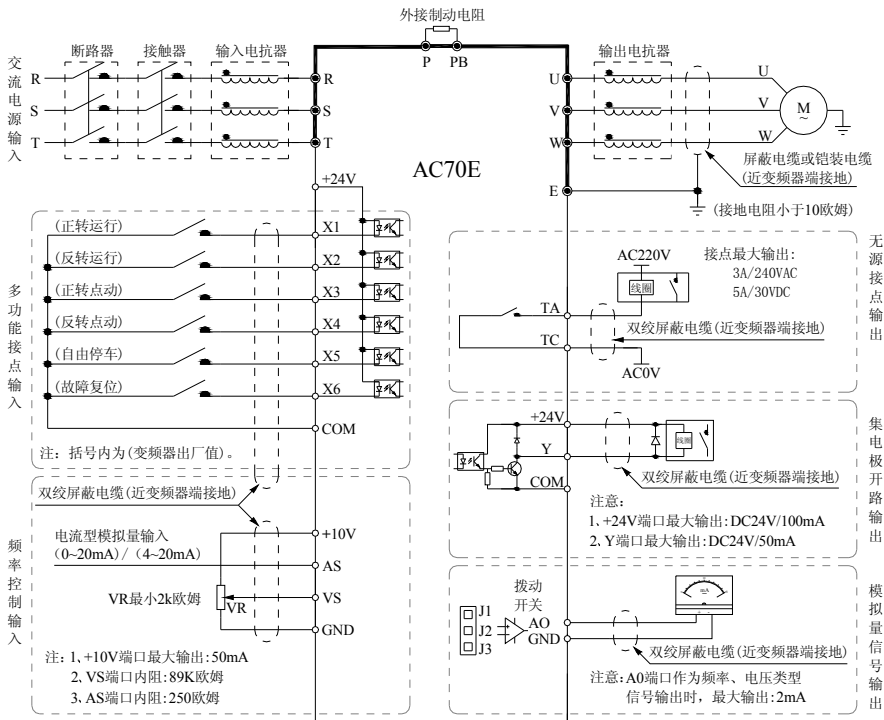 外接制动电阻
P PB
断路器 接触器 输入电抗器
交流电源输入
R
S
T
R
S
T
AC70E
输出电抗器
U
V
W
E
U
V
W
M
~
屏蔽电缆或铠装电缆
(近变频器端接地)
(接地电阻小于10欧姆)
+24V
多功能接点输入
(正转运行) X1
(反转运行) X2
(正转点动) X3
(反转点动) X4
(自由停车) X5
(故障复位) X6
COM
注：括号内为(变频器出厂值)。
双绞屏蔽电缆(近变频器端接地)
频率控制输入
电流型模拟量输入
(0~20mA)/（4~20mA）
+10V
AS
VR最小2k欧姆
VR
VS
GND
注: 1、+10V端口最大输出:50mA
2、VS端口内阻:89K欧姆
3、AS端口内阻:250欧姆
无源接点输出
AC220V
线圈
接点最大输出:
3A/240VAC
5A/30VDC
TA
双绞屏蔽电缆(近变频器端接地)
TC
AC0V
集电极开路输出
+24V
Y
COM
线圈
双绞屏蔽电缆(近变频器端接地)
注意:
1、+24V端口最大输出:DC24V/100mA
2、Y端口最大输出:DC24V/50mA
模拟量信号输出
拨动
开关
J1
J2
J3
AO
GND
mA
双绞屏蔽电缆(近变频器端接地)
注意:AO端口作为频率、电压类型
信号输出时，最大输出:2mA